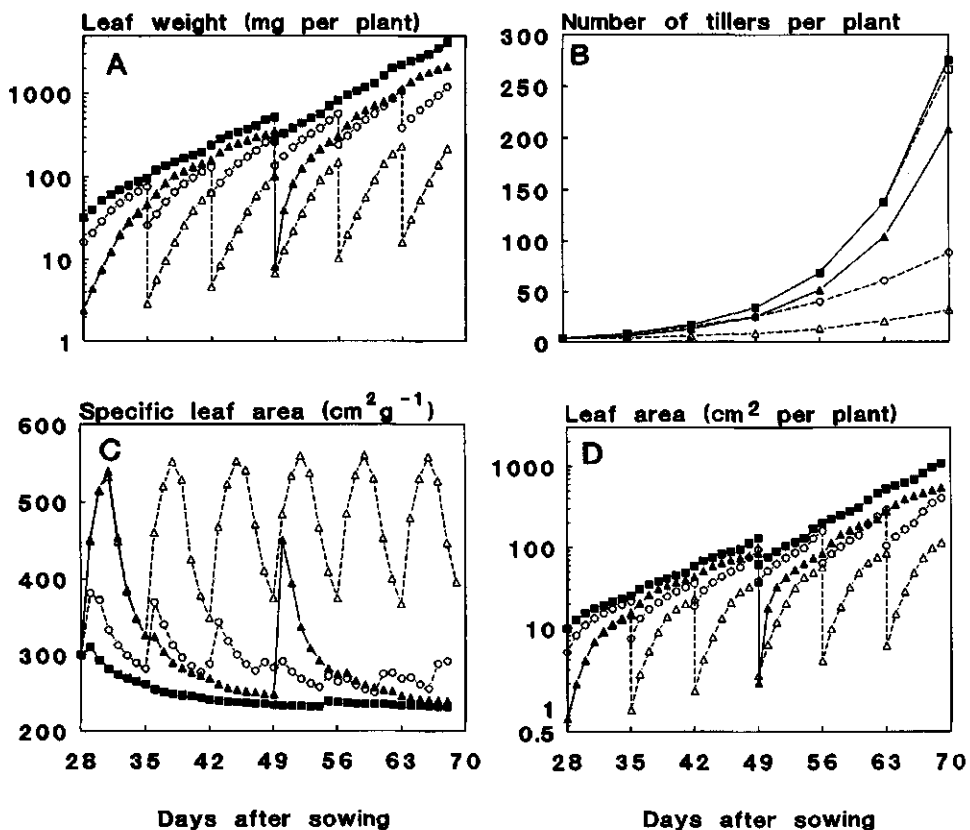 Leaf weight (mg per plant)
A
1000
100
10
1
Number of tillers per plant
B
300
250
200
150
100
50
0
Specific leaf area (cm²g⁻¹)
C
600
500
400
300
200
28 35 42 49 56 63 70
Days after sowing
Leaf area (cm² per plant)
D
1000
100
10
1
0.5
28 35 42 49 56 63 70
Days after sowing